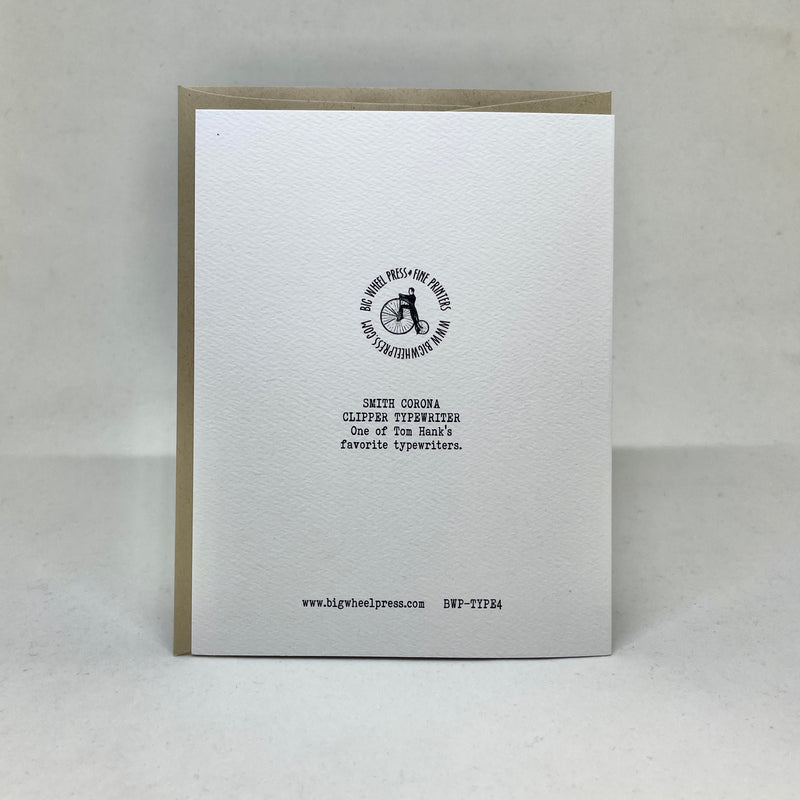 BIG WHEEL PRESS • FINE PRINTERS
WWW.BIGWHEELPRESS.COM
SMITH CORONA
CLIPPER TYPEWRITER
One of Tom Hank's
favorite typewriters.
www.bigwheelpress.com BWP-TYPE4